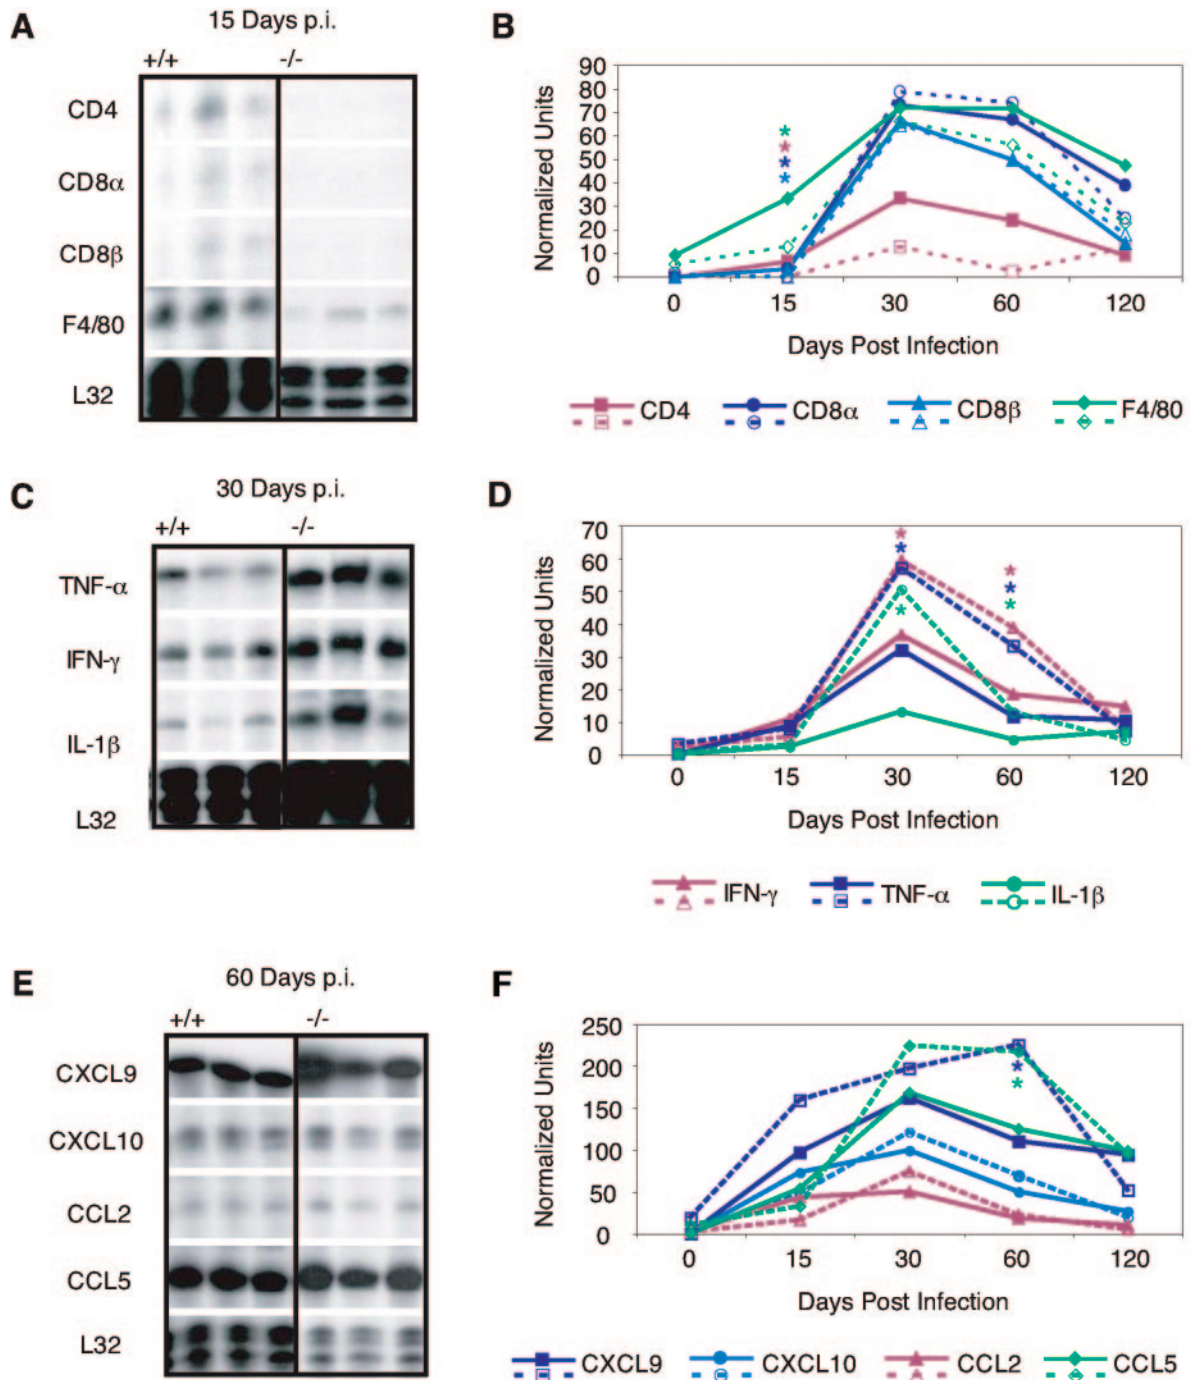 A
15 Days p.i.
+/+ -/-
CD4
CD8α
CD8β
F4/80
L32
B
Normalized Units
90
80
70
60
50
40
30
20
10
0
0 15 30 60 120
Days Post Infection
CD4 CD8α CD8β F4/80
C
30 Days p.i.
+/+ -/-
TNF-α
IFN-γ
IL-1β
L32
D
Normalized Units
70
60
50
40
30
20
10
0
0 15 30 60 120
Days Post Infection
IFN-γ TNF-α IL-1β
E
60 Days p.i.
+/+ -/-
CXCL9
CXCL10
CCL2
CCL5
L32
F
Normalized Units
250
200
150
100
50
0
0 15 30 60 120
Days Post Infection
CXCL9 CXCL10 CCL2 CCL5